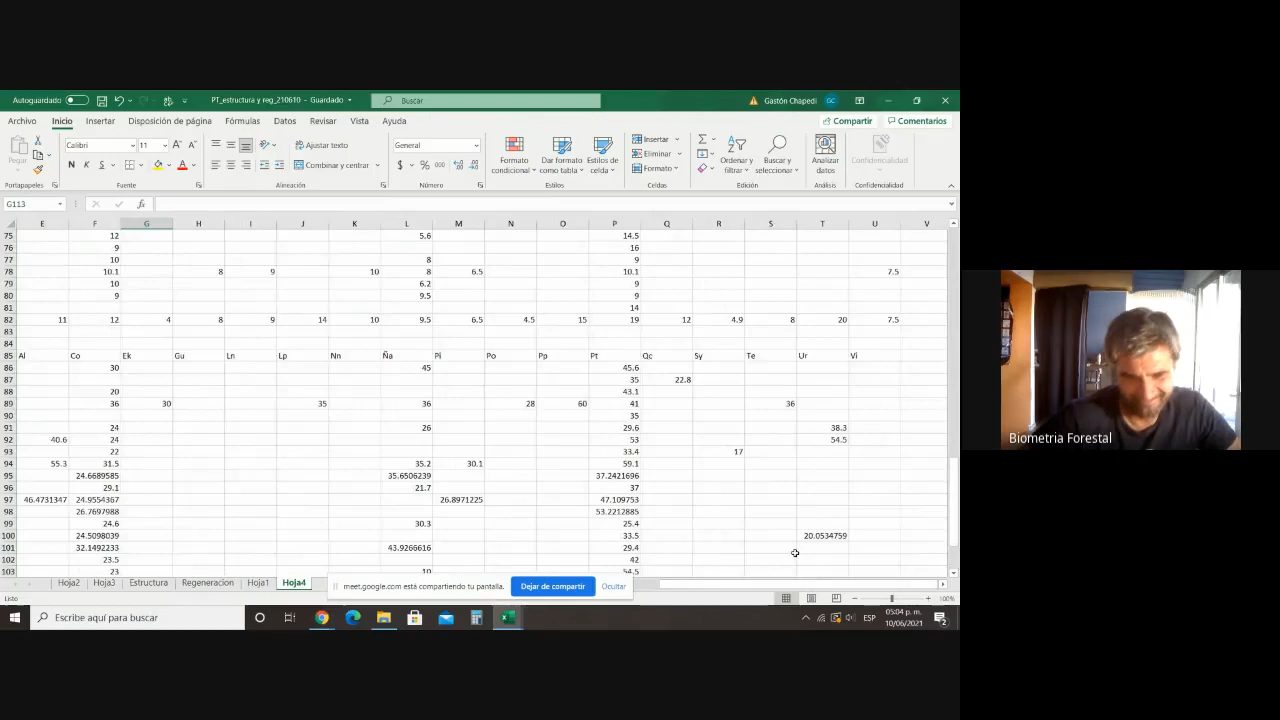 Autoguardado PT_estructura y reg_210610 - Guardado Buscar Gastón Chapedi GC
Archivo Inicio Insertar Disposición de página Fórmulas Datos Revisar Vista Ayuda Compartir Comentarios
Pegar Calibri 11 A A Ajustar texto General Formato condicional Dar formato como tabla Estilos de celda Insertar Ordenar y filtrar Buscar y seleccionar Analizar datos Confidencialidad
N K S Combinar y centrar $ % 000 Eliminar
Formato
Portapapeles Fuente Alineación Número Estilos Celdas Edición Análisis Confidencialidad
G113 fx
E F G H I J K L M N O P Q R S T U V
75 12 5.6 14.5
76 9 16
77 10 8 9
78 10.1 8 9 10 8 6.5 10.1 7.5
79 10 6.2 9
80 9 9.5 9
81 14
82 11 12 4 8 9 14 10 9.5 6.5 4.5 15 19 12 4.9 8 20 7.5
83
84
85 Al Co Ek Gu Ln Lp Nn Ña Pi Po Pp Pt Qc Sy Te Ur Vi
86 30 45 45.6
87 35 22.8
88 20 43.1
89 36 30 35 36 28 60 41 36
90 35
91 24 26 29.6 38.3
92 40.6 24 53 54.5
93 22 33.4 17
94 55.3 31.5 35.2 30.1 59.1
95 24.6689585 35.6506239 37.2421696
96 29.1 21.7 37
97 46.4731347 24.9554367 26.8971225 47.109753
98 26.7697988 53.2212885
99 24.6 30.3 25.4
100 24.5098039 33.5 20.0534759
101 32.1492233 43.9266616 29.4
102 23.5 42
103 23 10 54.5
Hoja2 Hoja3 Estructura Regeneracion Hoja1 Hoja4
meet.google.com está compartiendo tu pantalla. Dejar de compartir Ocultar
Listo 100%
Escribe aquí para buscar ESP 05:04 p. m. 10/06/2021 2
Biometria Forestal